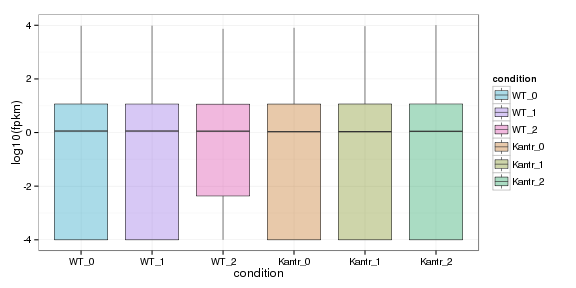 4
2
0
-2
-4
log10(fpkm)
WT_0 WT_1 WT_2 Kantr_0 Kantr_1 Kantr_2
condition
condition
WT_0
WT_1
WT_2
Kantr_0
Kantr_1
Kantr_2